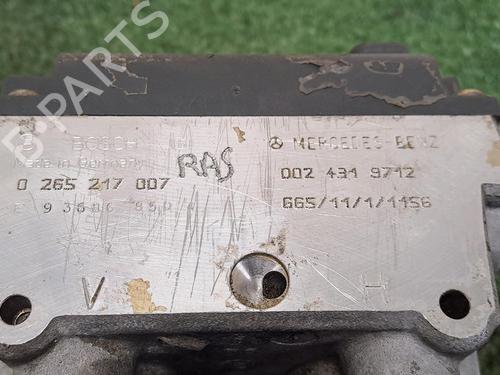 B-PARTS
BOSCH
Made in Germany
0 265 217 007
RAS
MERCEDES-BENZ
002 431 9712
665/11/1/1156
V
H